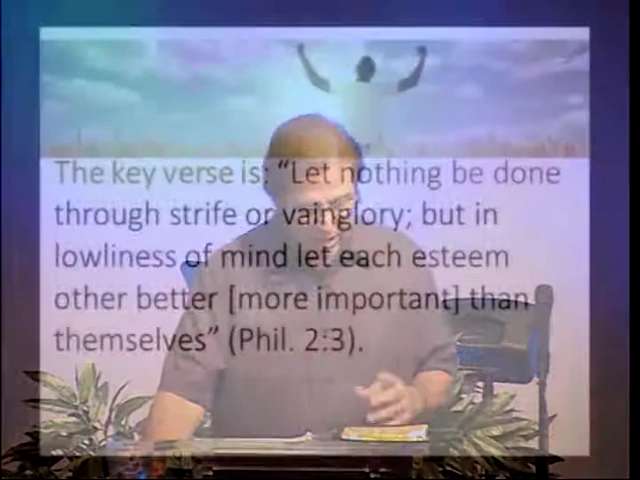 The key verse is: “Let nothing be done
through strife or vainglory; but in
lowliness of mind let each esteem
other better [more important] than
themselves” (Phil. 2:3).